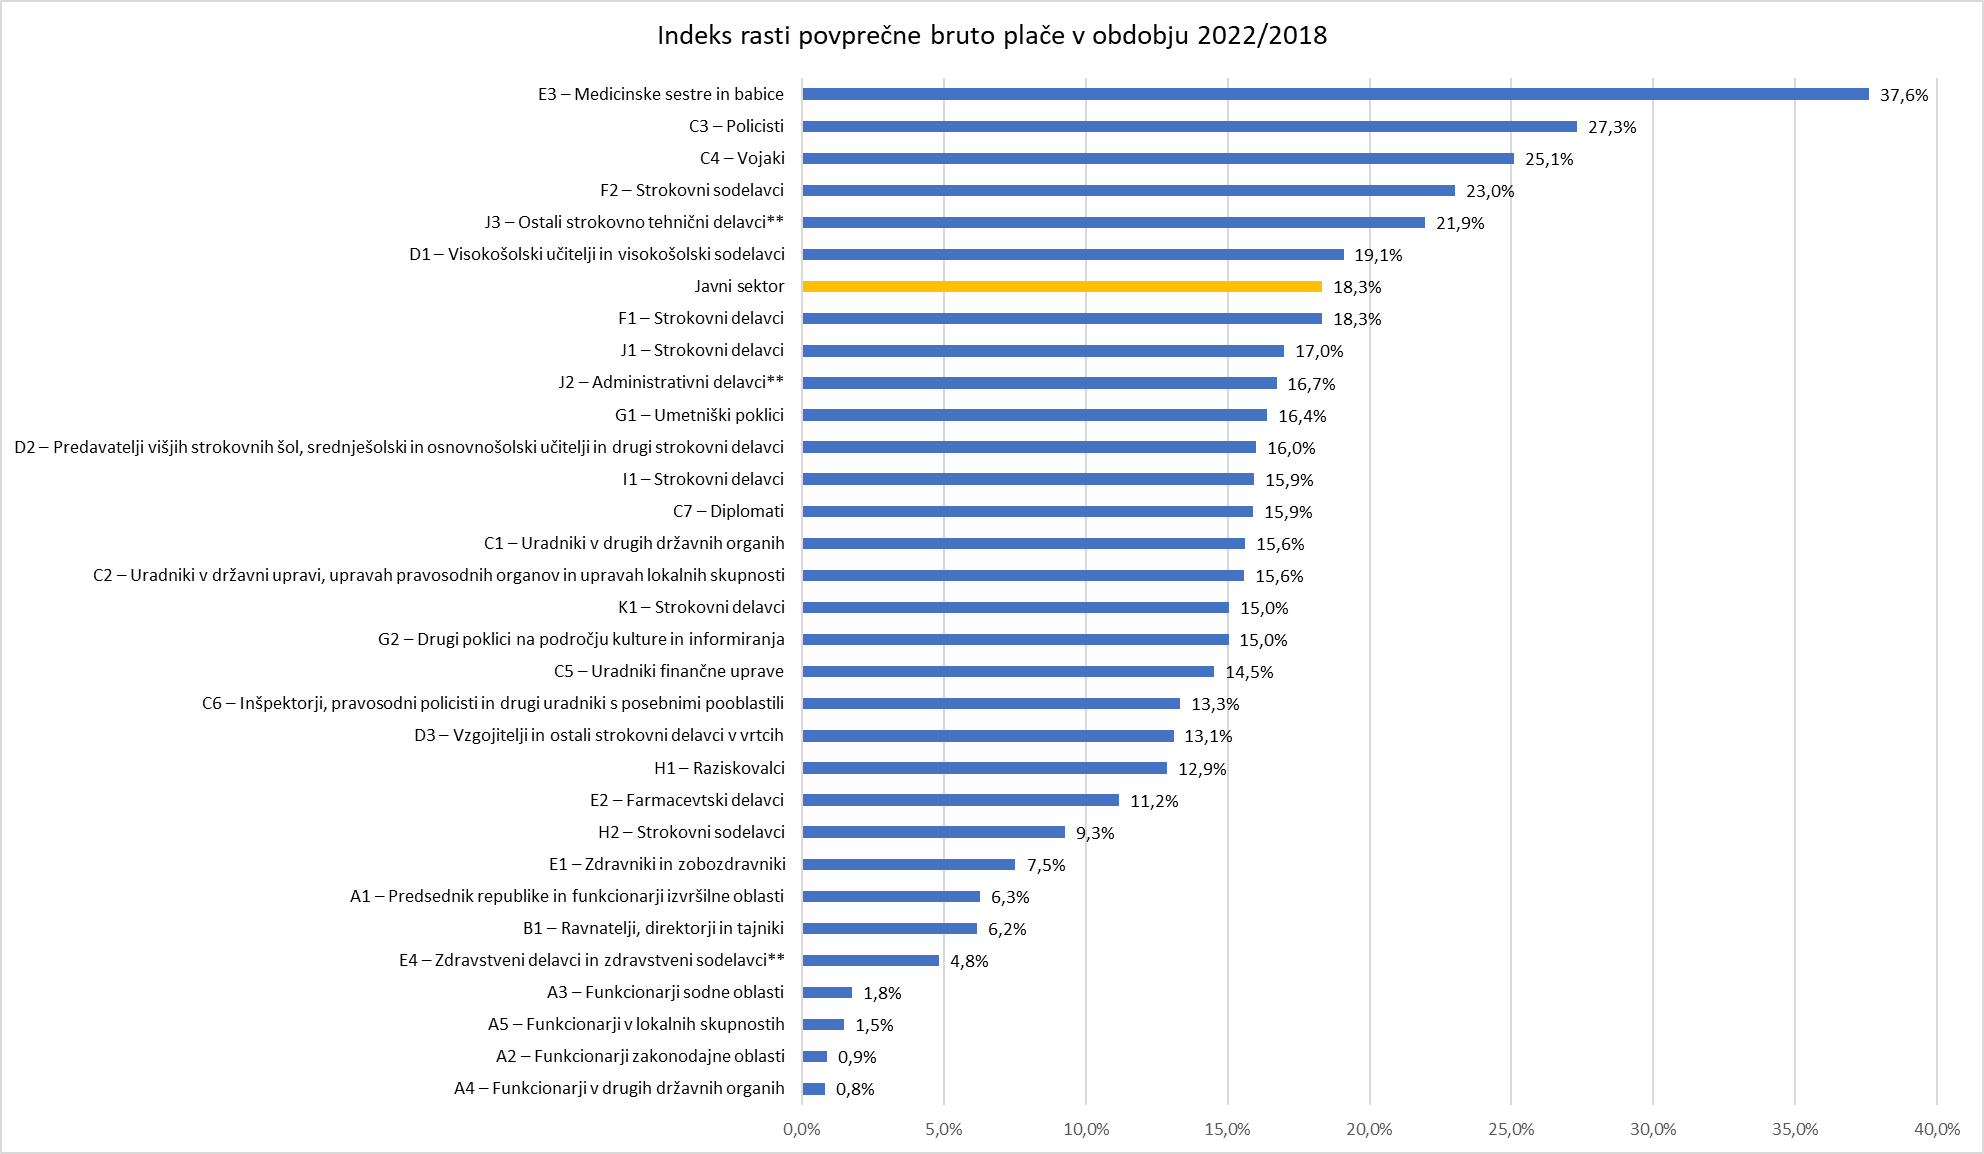 Indeks rasti povprečne bruto plače v obdobju 2022/2018
E3 – Medicinske sestre in babice 37,6%
C3 – Policisti 27,3%
C4 – Vojaki 25,1%
F2 – Strokovni sodelavci 23,0%
J3 – Ostali strokovno tehnični delavci** 21,9%
D1 – Visokošolski učitelji in visokošolski sodelavci 19,1%
Javni sektor 18,3%
F1 – Strokovni delavci 18,3%
J1 – Strokovni delavci 17,0%
J2 – Administrativni delavci** 16,7%
G1 – Umetniški poklici 16,4%
D2 – Predavatelji višjih strokovnih šol, srednješolski in osnovnošolski učitelji in drugi strokovni delavci 16,0%
I1 – Strokovni delavci 15,9%
C7 – Diplomati 15,9%
C1 – Uradniki v drugih državnih organih 15,6%
C2 – Uradniki v državni upravi, upravah pravosodnih organov in upravah lokalnih skupnosti 15,6%
K1 – Strokovni delavci 15,0%
G2 – Drugi poklici na področju kulture in informiranja 15,0%
C5 – Uradniki finančne uprave 14,5%
C6 – Inšpektorji, pravosodni policisti in drugi uradniki s posebnimi pooblastili 13,3%
D3 – Vzgojitelji in ostali strokovni delavci v vrtcih 13,1%
H1 – Raziskovalci 12,9%
E2 – Farmacevtski delavci 11,2%
H2 – Strokovni sodelavci 9,3%
E1 – Zdravniki in zobozdravniki 7,5%
A1 – Predsednik republike in funkcionarji izvršilne oblasti 6,3%
B1 – Ravnatelji, direktorji in tajniki 6,2%
E4 – Zdravstveni delavci in zdravstveni sodelavci** 4,8%
A3 – Funkcionarji sodne oblasti 1,8%
A5 – Funkcionarji v lokalnih skupnostih 1,5%
A2 – Funkcionarji zakonodajne oblasti 0,9%
A4 – Funkcionarji v drugih državnih organih 0,8%
0,0% 5,0% 10,0% 15,0% 20,0% 25,0% 30,0% 35,0% 40,0%